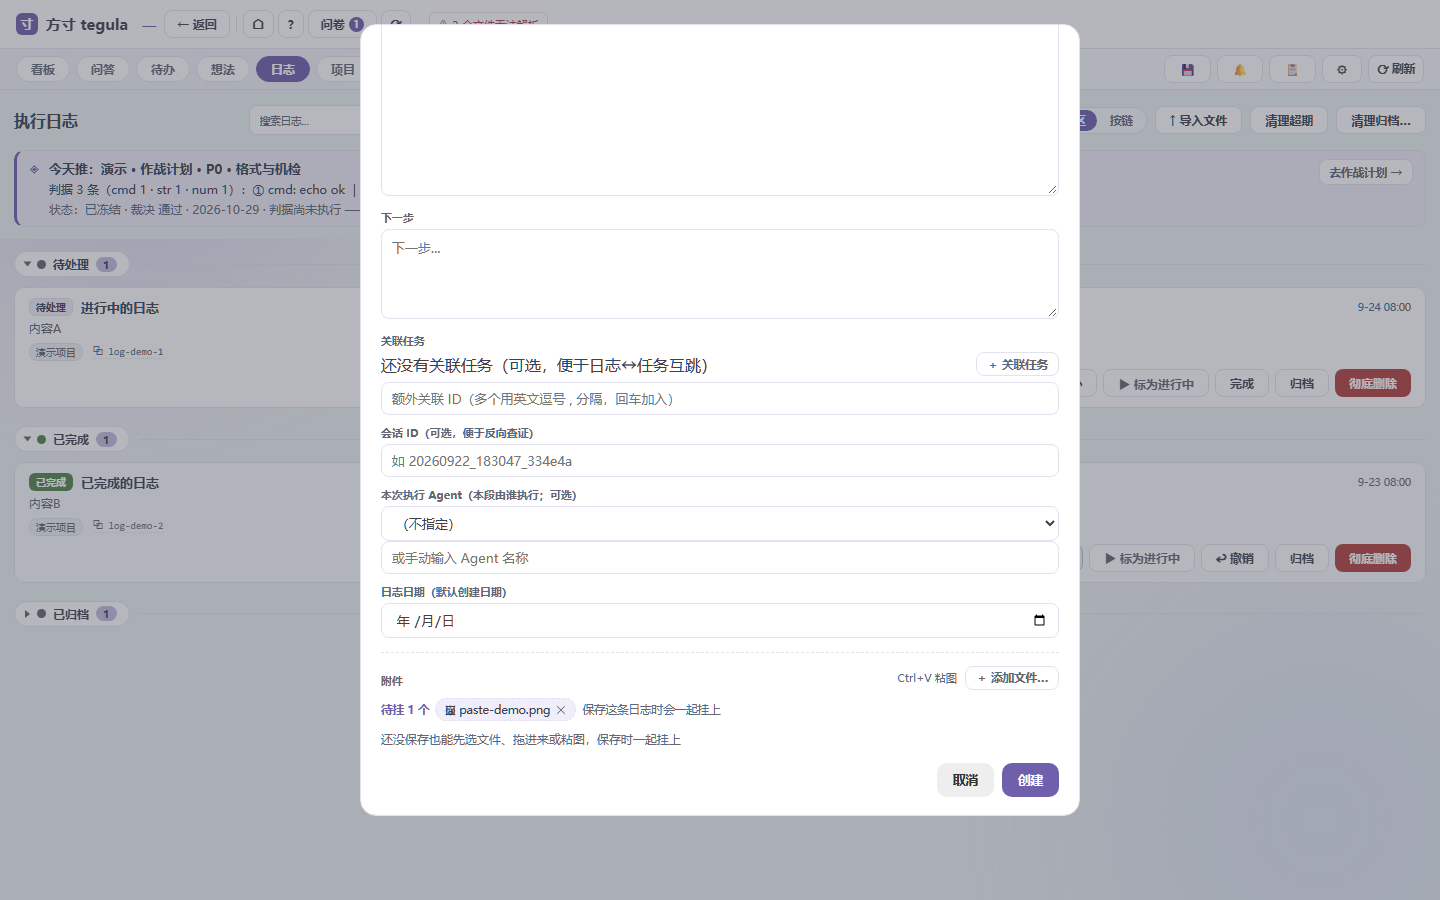 寸 方寸 tegula — ← 返回 ? 问卷 1
看板 问答 待办 想法 日志 项目 刷新
执行日志 搜索日志... 区 按链 ↑ 导入文件 清理超期 清理归档...
◈ 今天推：演示 • 作战计划 • P0 • 格式与机检 去作战计划 →
判据 3 条（cmd 1 · str 1 · num 1）：① cmd: echo ok |
状态：已冻结 · 裁决 通过 · 2026-10-29 · 判据尚未执行 —
▼ ● 待处理 1
待处理 进行中的日志 9-24 08:00
内容A
演示项目 log-demo-1
▶ 标为进行中 完成 归档 彻底删除
▼ ● 已完成 1
已完成 已完成的日志 9-23 08:00
内容B
演示项目 log-demo-2
▶ 标为进行中 ↩ 撤销 归档 彻底删除
▶ ● 已归档 1
下一步
下一步...
关联任务
还没有关联任务（可选，便于日志↔任务互跳） + 关联任务
额外关联 ID（多个用英文逗号 , 分隔，回车加入）
会话 ID（可选，便于反向查证）
如 20260922_183047_334e4a
本次执行 Agent（本段由谁执行；可选）
（不指定）
或手动输入 Agent 名称
日志日期（默认创建日期）
年 /月/日
附件 Ctrl+V 粘图 + 添加文件...
待挂 1 个 paste-demo.png × 保存这条日志时会一起挂上
还没保存也能先选文件、拖进来或粘图，保存时一起挂上
取消 创建